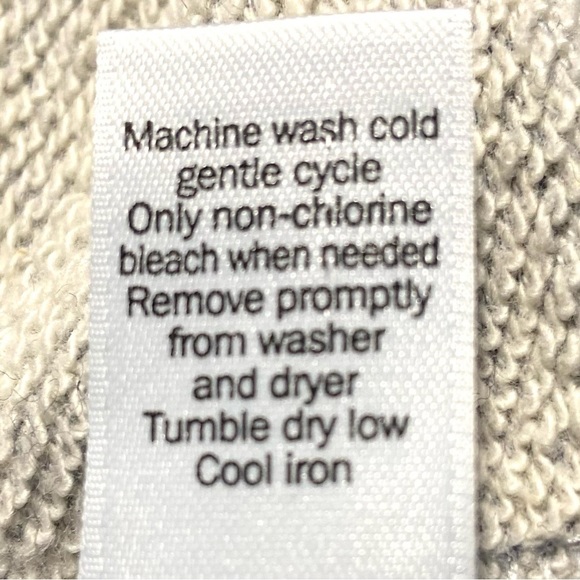 Machine wash cold
gentle cycle
Only non-chlorine
bleach when needed
Remove promptly
from washer
and dryer
Tumble dry low
Cool iron